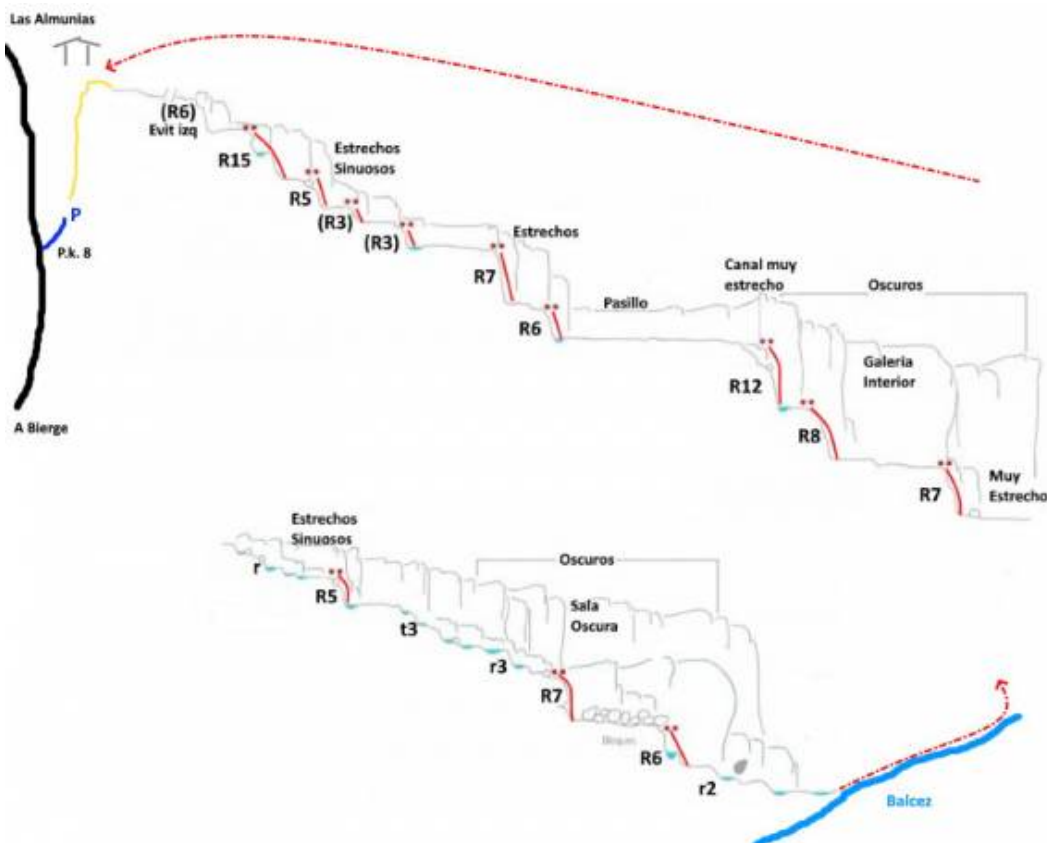 Las Almunias
(R6)
Evit izq
R15
Estrechos
Sinuosos
R5
(R3)
(R3)
P
P.k. 8
A Bierge
Estrechos
R7
R6
Pasillo
Canal muy
estrecho
Oscuros
R12
Galeria
Interior
R8
R7
Muy
Estrecho
Estrechos
Sinuosos
r
R5
t3
r3
Oscuros
Sala
Oscura
R7
R6
r2
Balcez